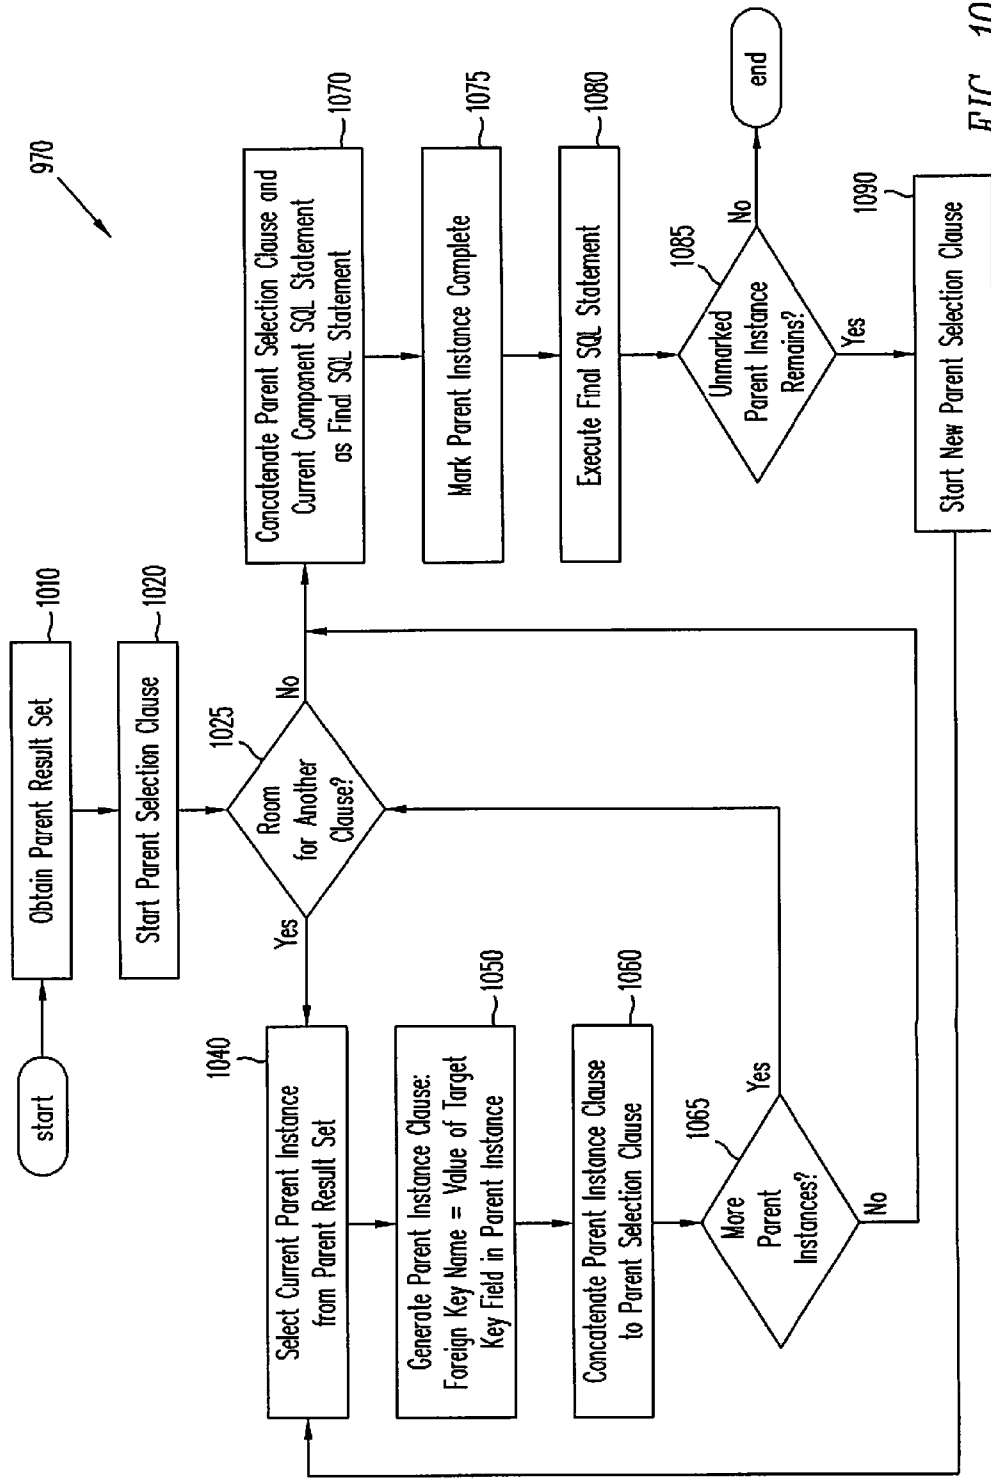 970
start
Obtain Parent Result Set
1010
Start Parent Selection Clause
1020
Room
for Another
Clause?
1025
Yes
No
Select Current Parent Instance
from Parent Result Set
1040
Generate Parent Instance Clause:
Foreign Key Name = Value of Target
Key Field in Parent Instance
1050
Concatenate Parent Instance Clause
to Parent Selection Clause
1060
More
Parent
Instances?
1065
Yes
No
Concatenate Parent Selection Clause and
Current Component SQL Statement
as Final SQL Statement
1070
Mark Parent Instance Complete
1075
Execute Final SQL Statement
1080
Unmarked
Parent Instance
Remains?
1085
No
end
Yes
Start New Parent Selection Clause
1090
FIG. 10